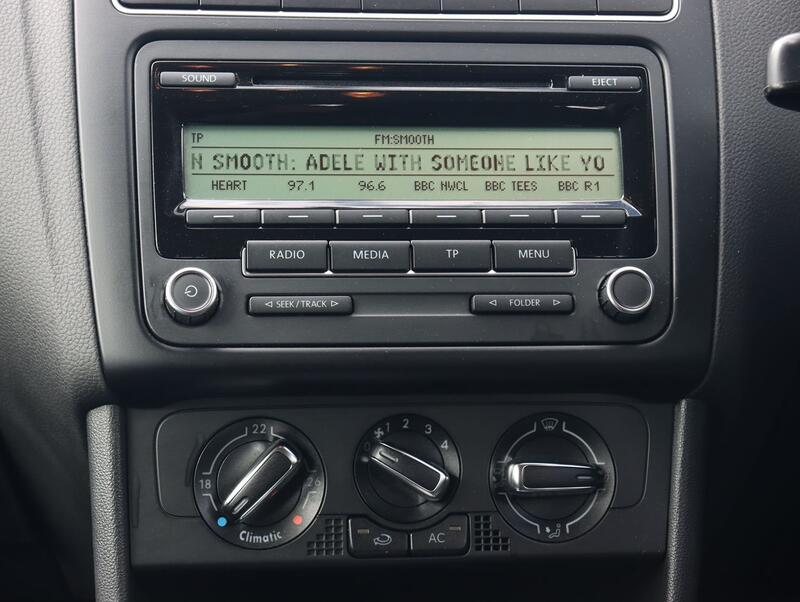 SOUND EJECT
TP FM:SMOOTH
N SMOOTH: ADELE WITH SOMEONE LIKE YO
HEART 97.1 96.6 BBC NWCL BBC TEES BBC R1
RADIO MEDIA TP MENU
SEEK / TRACK FOLDER
22
18 26
Climatic
0 1 2 3 4
AC